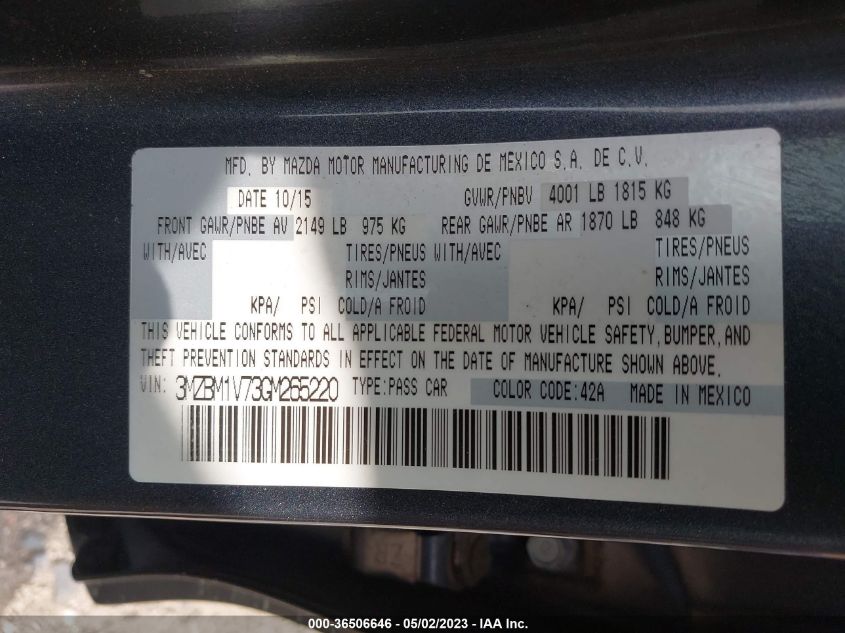 MFD. BY MAZDA MOTOR MANUFACTURING DE MEXICO S.A. DE C.V.
DATE 10/15 GVWR/PNBV 4001 LB 1815 KG
FRONT GAWR/PNBE AV 2149 LB 975 KG REAR GAWR/PNBE AR 1870 LB 848 KG
WITH/AVEC TIRES/PNEUS WITH/AVEC TIRES/PNEUS
RIMS/JANTES RIMS/JANTES
KPA/ PSI COLD/A FROID KPA/ PSI COLD/A FROID
THIS VEHICLE CONFORMS TO ALL APPLICABLE FEDERAL MOTOR VEHICLE SAFETY, BUMPER, AND
THEFT PREVENTION STANDARDS IN EFFECT ON THE DATE OF MANUFACTURE SHOWN ABOVE.
VIN: 3MZBM1V73GM265220 TYPE:PASS CAR COLOR CODE:42A MADE IN MEXICO
000-36506646 - 05/02/2023 - IAA Inc.